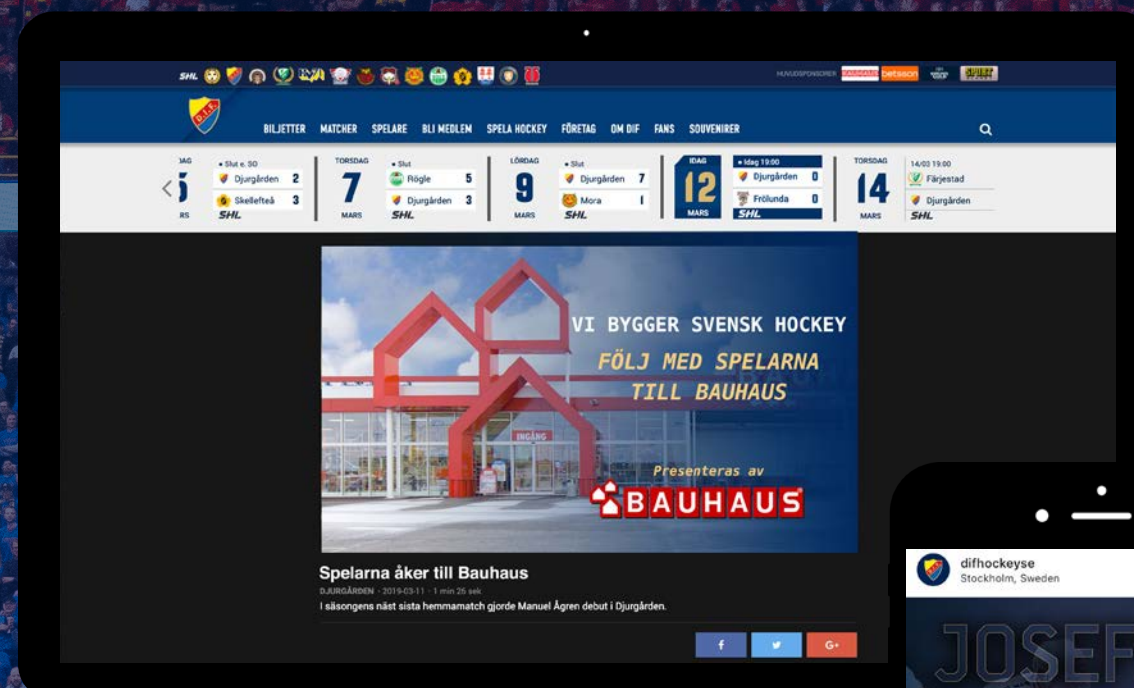 SHL
HUVUDSPONSORER BAUHAUS betsson SPORT
D.I.F.
BILJETTER MATCHER SPELARE BLI MEDLEM SPELA HOCKEY FÖRETAG OM DIF FANS SOUVENIRER
JAG
RS
• Slut e. SO
Djurgården 2
Skellefteå 3
SHL
TORSDAG
7
MARS
• Slut
Rögle 5
Djurgården 3
SHL
LÖRDAG
9
MARS
• Slut
Djurgården 7
Mora 1
SHL
IDAG
12
MARS
• Idag 19:00
Djurgården 0
Frölunda 0
SHL
TORSDAG
14
MARS
14/03 19:00
Färjestad
Djurgården
SHL
VI BYGGER SVENSK HOCKEY
FÖLJ MED SPELARNA
TILL BAUHAUS
INGÅNG
Presenteras av
BAUHAUS
Spelarna åker till Bauhaus
DJURGÅRDEN - 2019-03-11 - 1 min 26 sek
I säsongens näst sista hemmamatch gjorde Manuel Ågren debut i Djurgården.
f
G+
difhockeyse
Stockholm, Sweden
JOSEF